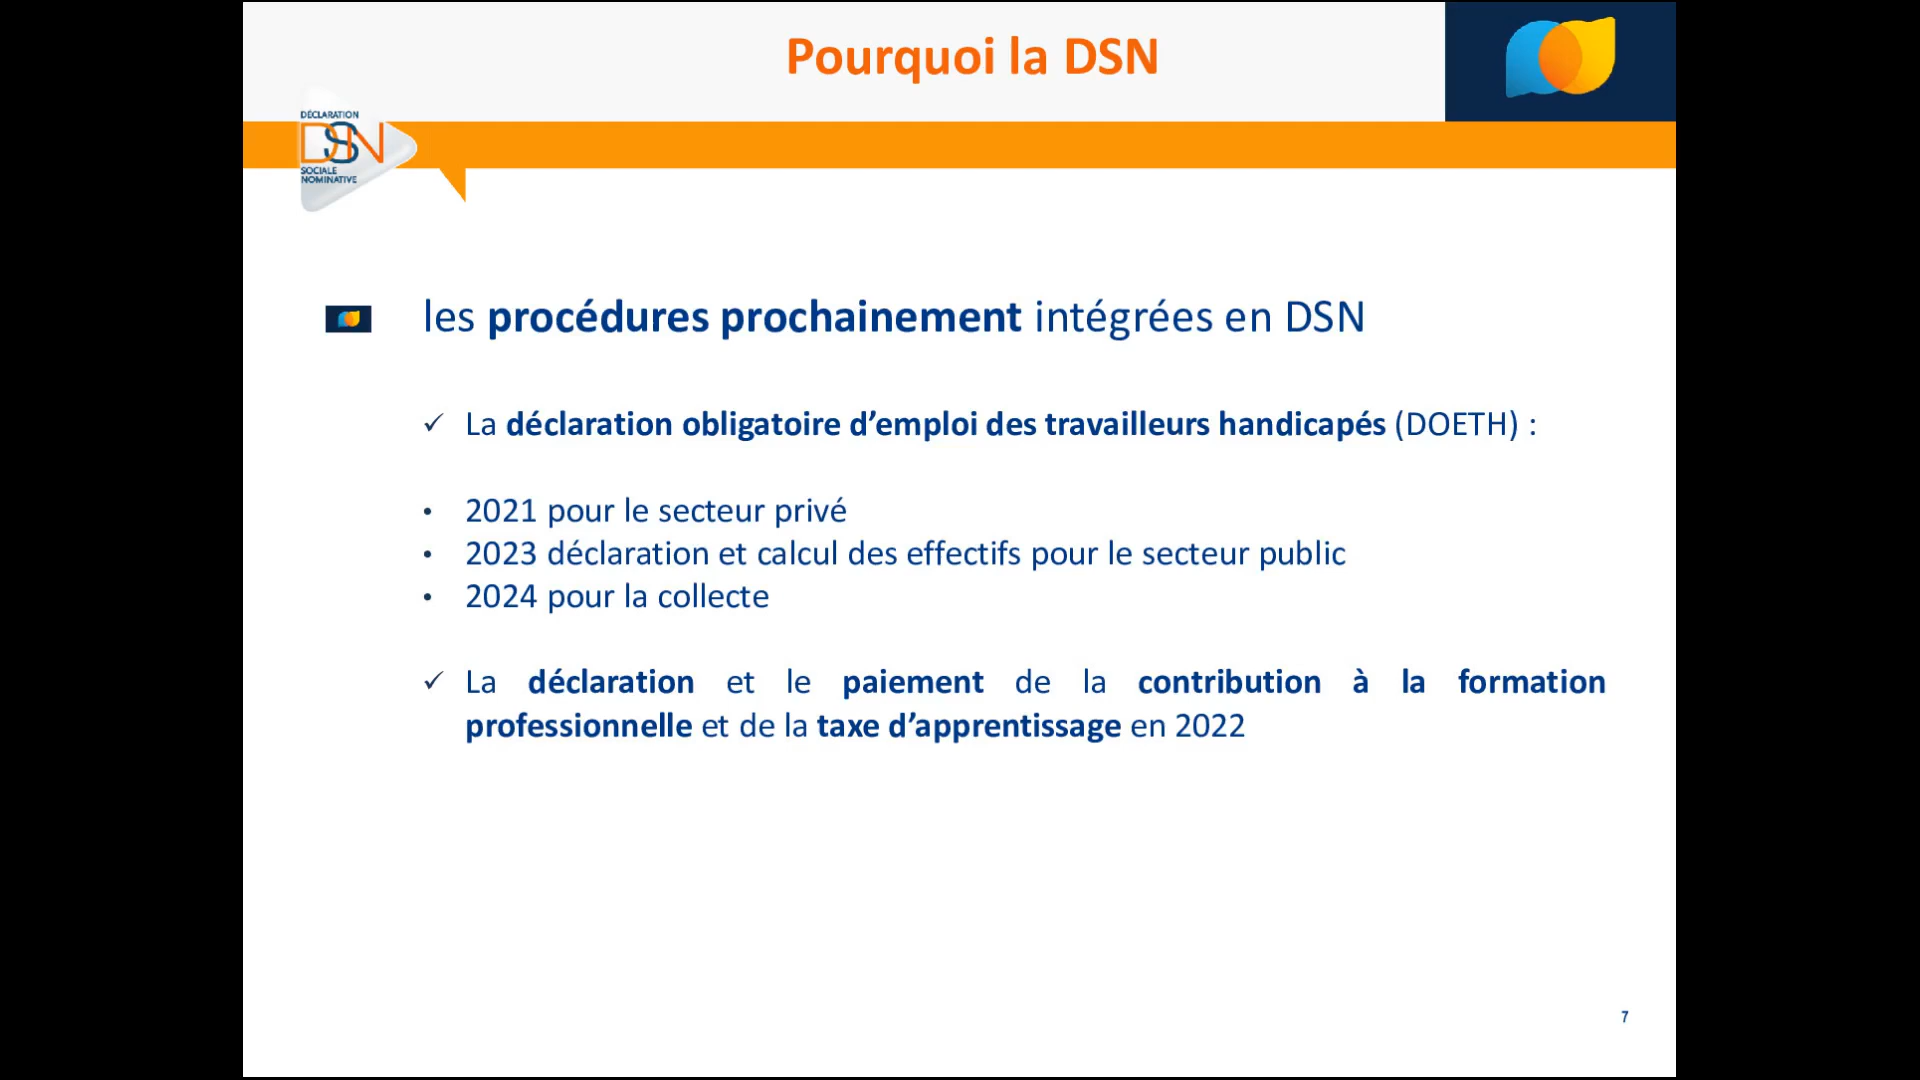 Pourquoi la DSN
DÉCLARATION
DSN
SOCIALE
NOMINATIVE
les procédures prochainement intégrées en DSN
✓ La déclaration obligatoire d’emploi des travailleurs handicapés (DOETH) :
• 2021 pour le secteur privé
• 2023 déclaration et calcul des effectifs pour le secteur public
• 2024 pour la collecte
✓ La déclaration et le paiement de la contribution à la formation
professionnelle et de la taxe d’apprentissage en 2022
7